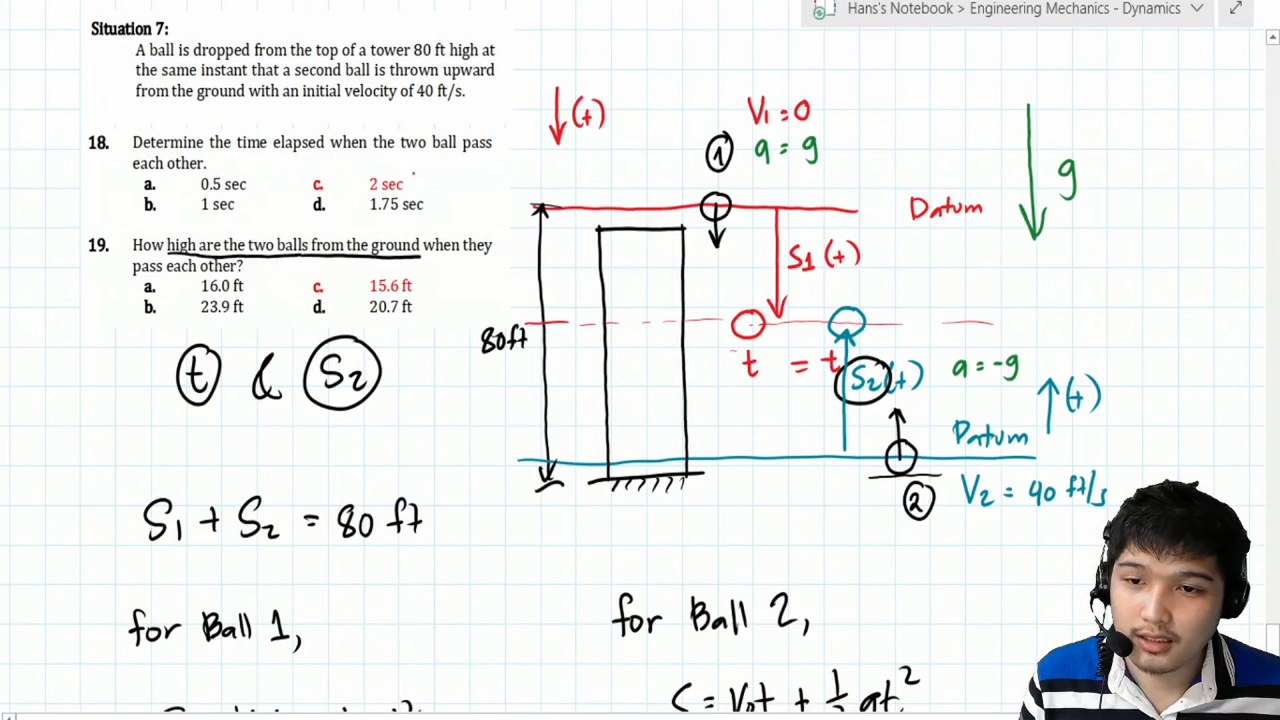 Hans's Notebook > Engineering Mechanics - Dynamics
Situation 7:
A ball is dropped from the top of a tower 80 ft high at
the same instant that a second ball is thrown upward
from the ground with an initial velocity of 40 ft/s.
18. Determine the time elapsed when the two ball pass
each other.
a. 0.5 sec c. 2 sec
b. 1 sec d. 1.75 sec
19. How high are the two balls from the ground when they
pass each other?
a. 16.0 ft c. 15.6 ft
b. 23.9 ft d. 20.7 ft
t & S2
S1 + S2 = 80 ft
for Ball 1,
(+)
V1 = 0
1 a = g
g
Datum
S1 (+)
80ft
t = t
S2 (+) a = -g
(+)
Datum
2 V2 = 40 ft/s
for Ball 2,